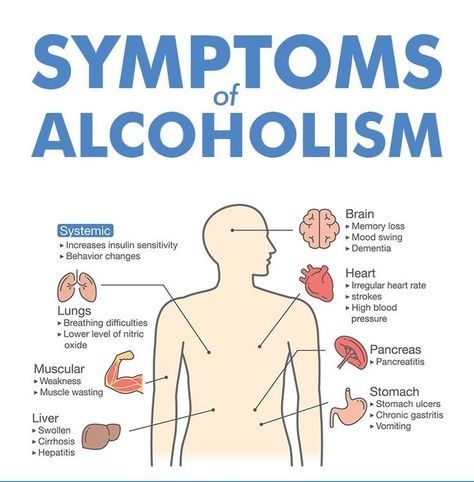 SYMPTOMS
of
ALCOHOLISM
Systemic
▸ Increases insulin sensitivity
▸ Behavior changes
Lungs
▸ Breathing difficulties
▸ Lower level of nitric
oxide
Muscular
▸ Weakness
▸ Muscle wasting
Liver
▸ Swollen
▸ Cirrhosis
▸ Hepatitis
Brain
▸ Memory loss
▸ Mood swing
▸ Dementia
Heart
▸ Irregular heart rate
▸ strokes
▸ High blood
pressure
Pancreas
▸ Pancreatitis
Stomach
▸ Stomach ulcers
▸ Chronic gastritis
▸ Vomiting